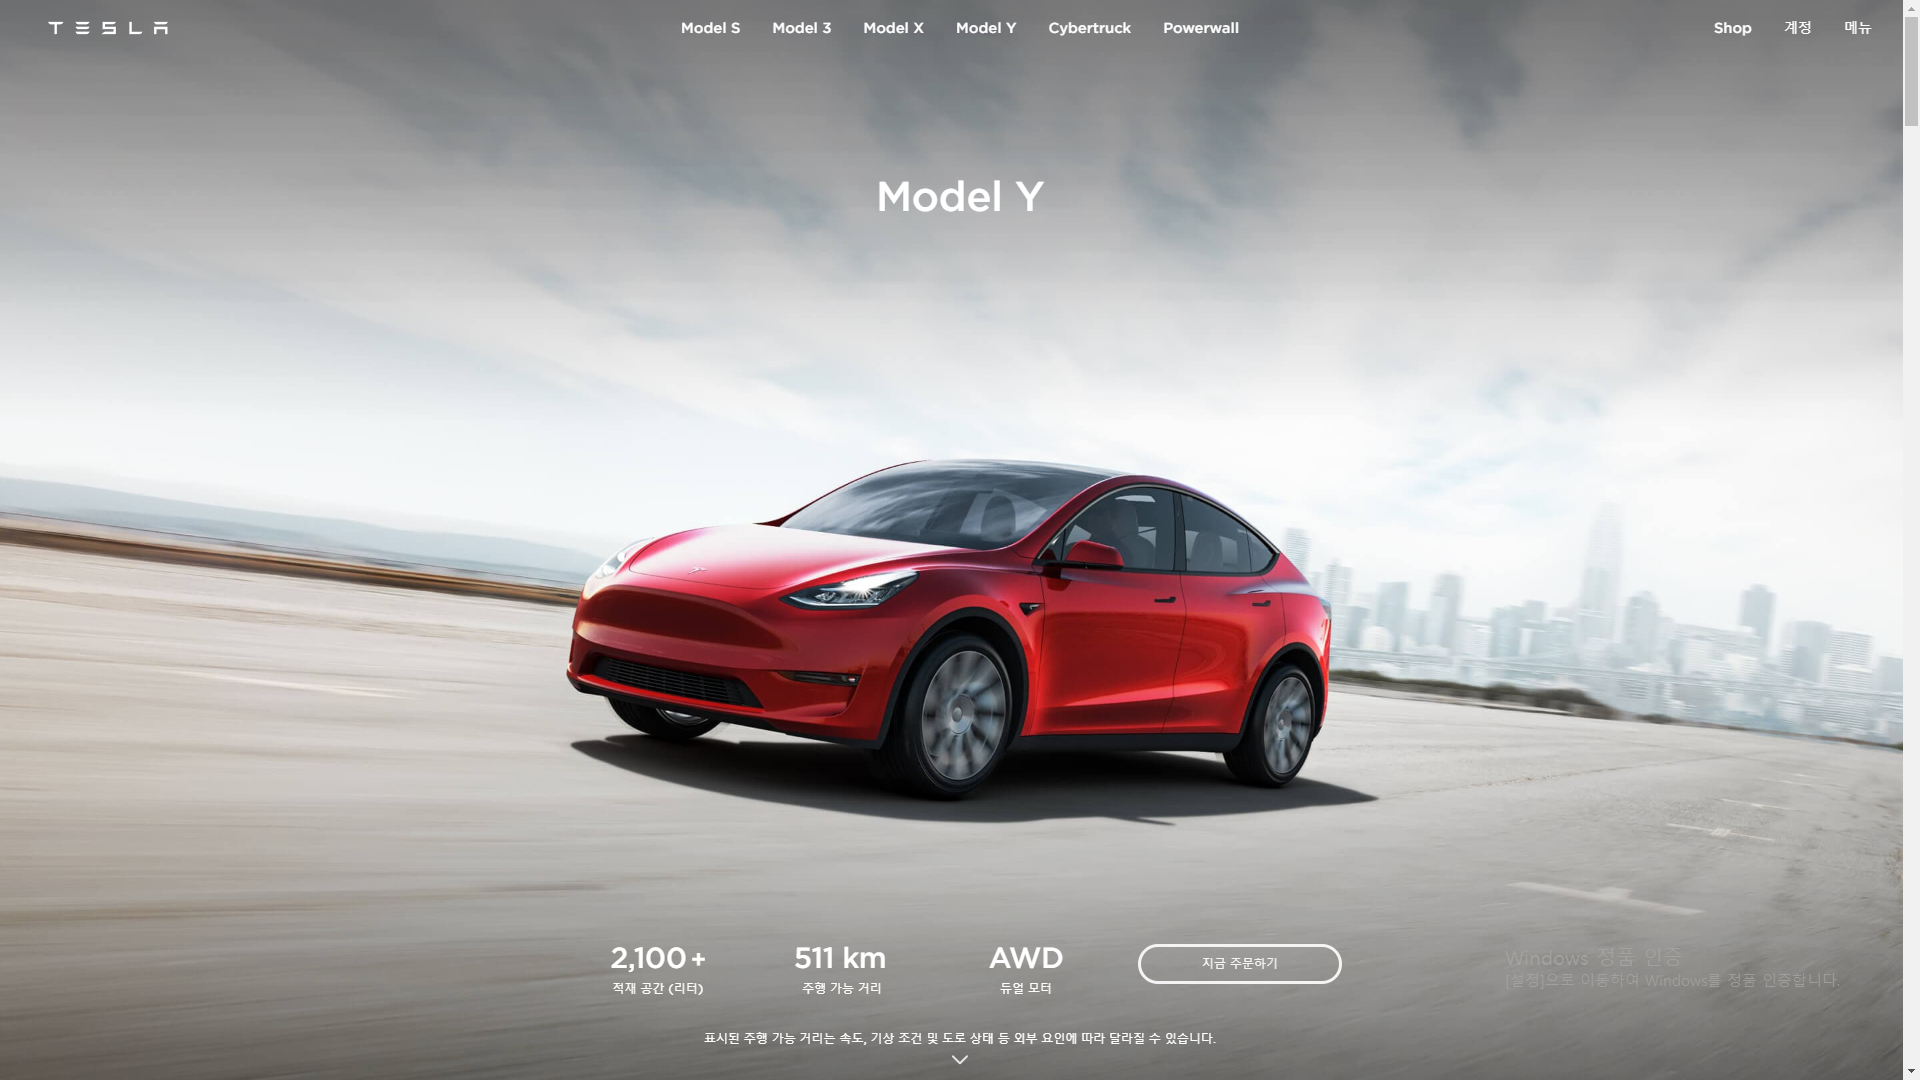 TESLA
Model S Model 3 Model X Model Y Cybertruck Powerwall
Shop 계정 메뉴
Model Y
2,100+ 511 km AWD 지금 주문하기
적재 공간 (리터) 주행 가능 거리 듀얼 모터
Windows 정품 인증
[설정]으로 이동하여 Windows를 정품 인증합니다.
표시된 주행 가능 거리는 속도, 기상 조건 및 도로 상태 등 외부 요인에 따라 달라질 수 있습니다.